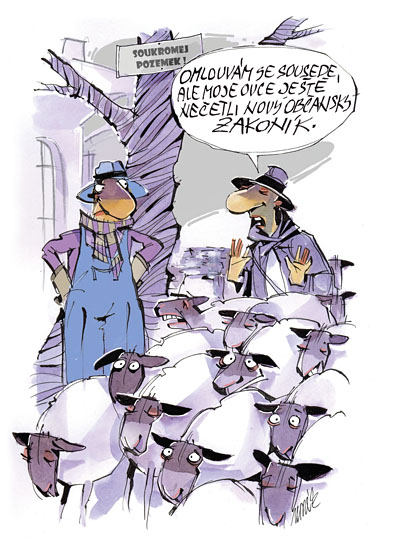 SOUKROMEJ
POZEMEK!
OMLOUVÁM SE SOUSEDE,
ALE MOJE OVCE JEŠTĚ
NEČETLI NOVÝ OBČANSKÝ
ZÁKONÍK.